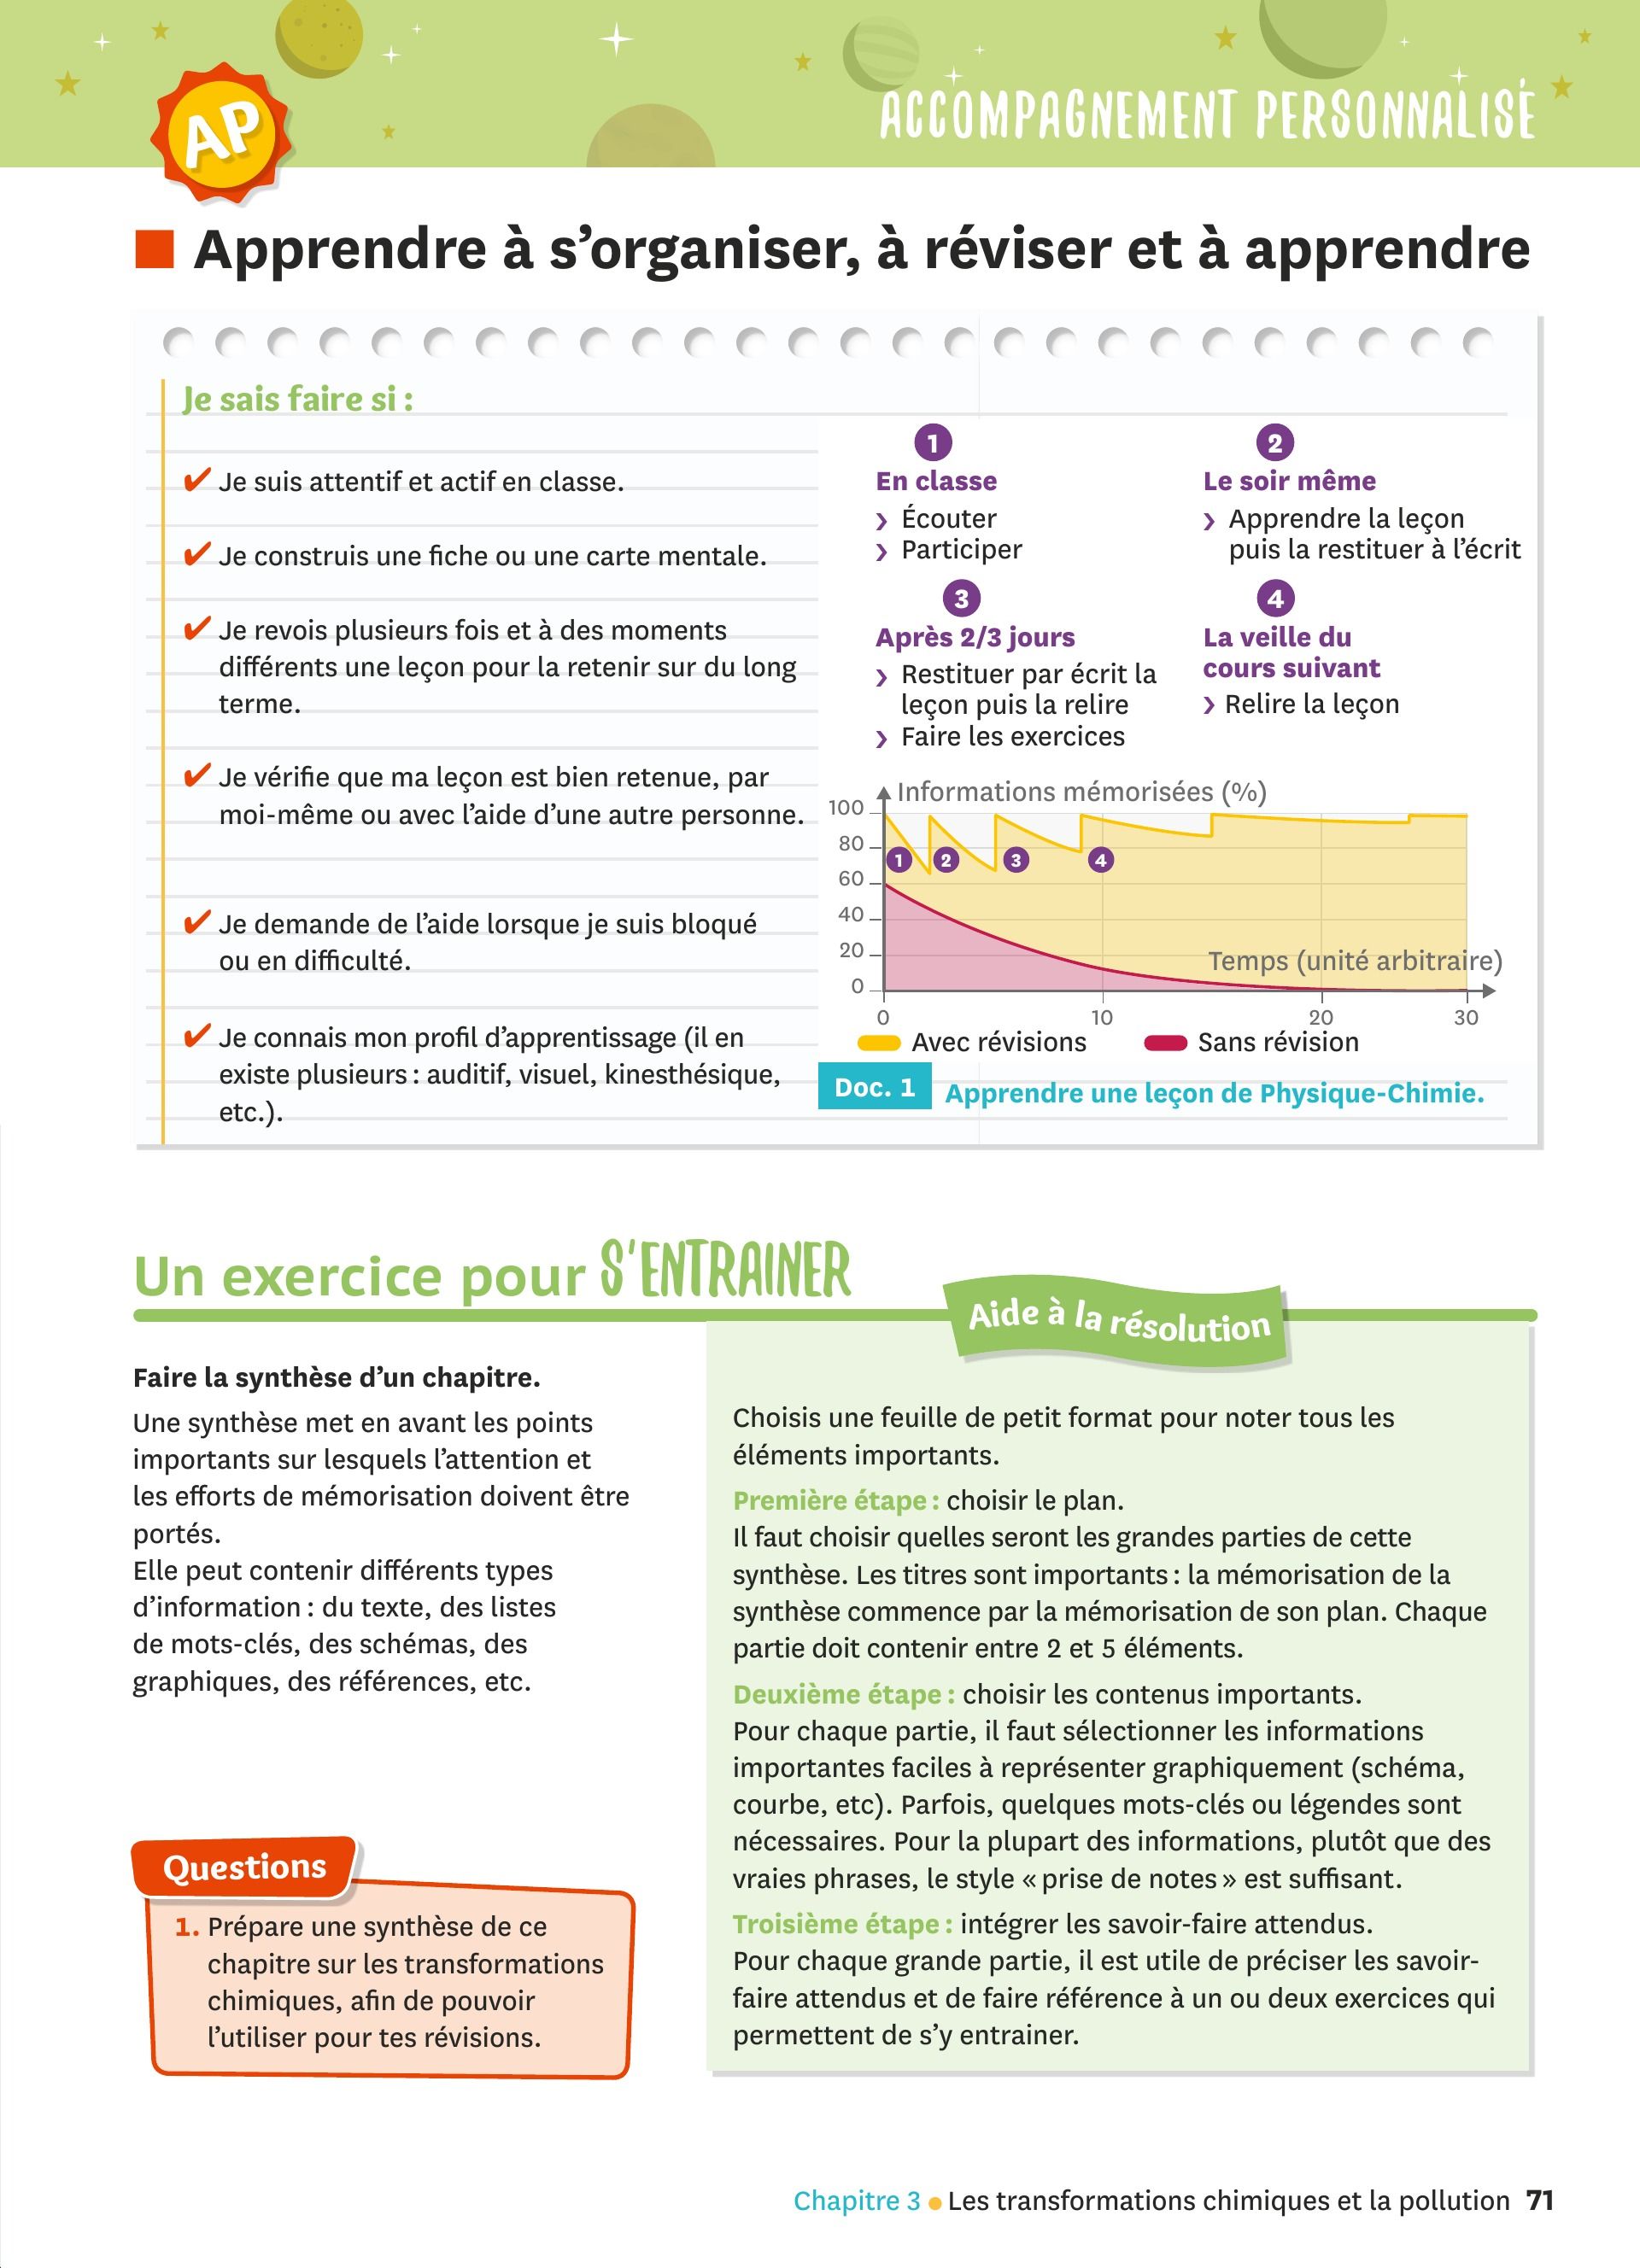 ACCOMPAGNEMENT PERSONNALISÉ
AP
Apprendre à s’organiser, à réviser et à apprendre
Je sais faire si :
✔ Je suis attentif et actif en classe.
✔ Je construis une fiche ou une carte mentale.
✔ Je revois plusieurs fois et à des moments
différents une leçon pour la retenir sur du long
terme.
✔ Je vérifie que ma leçon est bien retenue, par
moi-même ou avec l’aide d’une autre personne.
✔ Je demande de l’aide lorsque je suis bloqué
ou en difficulté.
✔ Je connais mon profil d’apprentissage (il en
existe plusieurs : auditif, visuel, kinesthésique,
etc.).
1
En classe
› Écouter
› Participer
2
Le soir même
› Apprendre la leçon
puis la restituer à l’écrit
3
Après 2/3 jours
› Restituer par écrit la
leçon puis la relire
› Faire les exercices
4
La veille du
cours suivant
› Relire la leçon
Informations mémorisées (%)
100
80
60
40
20
0
1 2 3 4
Temps (unité arbitraire)
0 10 20 30
Avec révisions Sans révision
Doc. 1 Apprendre une leçon de Physique-Chimie.
Un exercice pour S’ENTRAINER
Faire la synthèse d’un chapitre.
Une synthèse met en avant les points
importants sur lesquels l’attention et
les efforts de mémorisation doivent être
portés.
Elle peut contenir différents types
d’information : du texte, des listes
de mots-clés, des schémas, des
graphiques, des références, etc.
Questions
1. Prépare une synthèse de ce
chapitre sur les transformations
chimiques, afin de pouvoir
l’utiliser pour tes révisions.
Aide à la résolution
Choisis une feuille de petit format pour noter tous les
éléments importants.
Première étape : choisir le plan.
Il faut choisir quelles seront les grandes parties de cette
synthèse. Les titres sont importants : la mémorisation de la
synthèse commence par la mémorisation de son plan. Chaque
partie doit contenir entre 2 et 5 éléments.
Deuxième étape : choisir les contenus importants.
Pour chaque partie, il faut sélectionner les informations
importantes faciles à représenter graphiquement (schéma,
courbe, etc). Parfois, quelques mots-clés ou légendes sont
nécessaires. Pour la plupart des informations, plutôt que des
vraies phrases, le style « prise de notes » est suffisant.
Troisième étape : intégrer les savoir-faire attendus.
Pour chaque grande partie, il est utile de préciser les savoir-
faire attendus et de faire référence à un ou deux exercices qui
permettent de s’y entrainer.
Chapitre 3 • Les transformations chimiques et la pollution 71